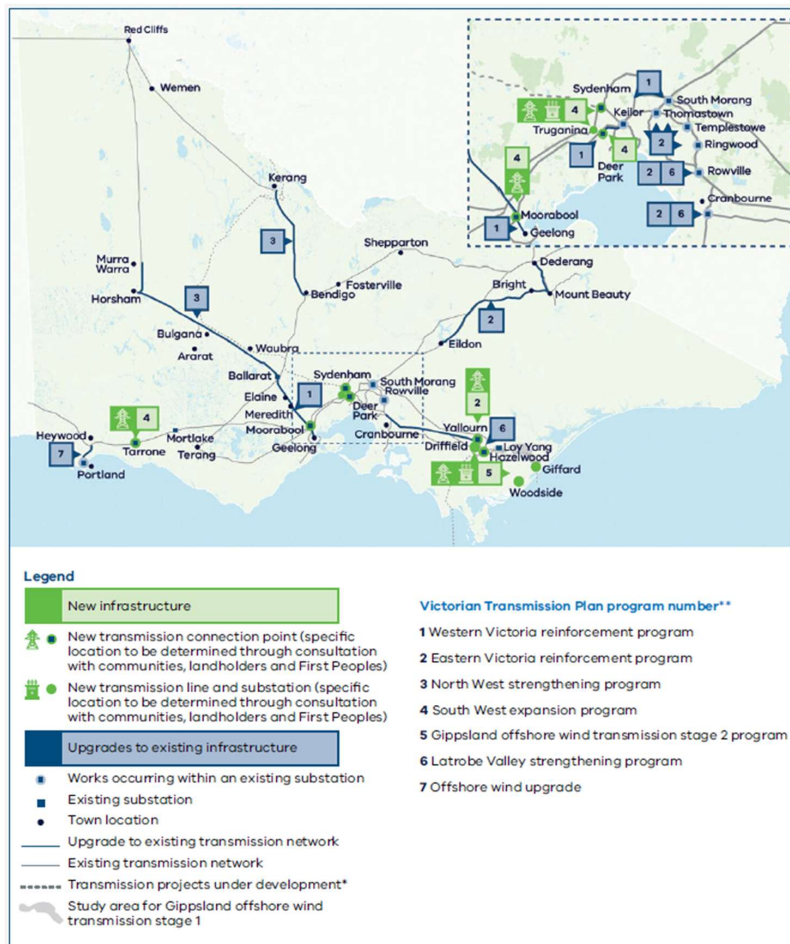 Red Cliffs
Wemen
Kerang
3
Shepparton
Murra
Warra
Horsham
3
Bendigo
Fosterville
Dederang
Bright
Mount Beauty
2
Bulgana
Ararat
Waubra
Eildon
Ballarat
Elaine
Meredith
Moorabool
1
Geelong
Sydenham
Deer
Park
South Morang
Rowville
Cranbourne
2
Yallourn
6
Driffield
Loy Yang
Hazelwood
5
Giffard
Woodside
4
Heywood
7
Portland
Tarrone
Mortlake
Terang
1
Sydenham
South Morang
4
Keilor
Thomastown
Truganina
Templestowe
2
Ringwood
1
4
Deer
Park
4
2 6
Rowville
Cranbourne
Moorabool
2 6
1
Geelong
Legend
New infrastructure
New transmission connection point (specific
location to be determined through consultation
with communities, landholders and First Peoples)
New transmission line and substation (specific
location to be determined through consultation
with communities, landholders and First Peoples)
Upgrades to existing infrastructure
Works occurring within an existing substation
Existing substation
Town location
Upgrade to existing transmission network
Existing transmission network
Transmission projects under development*
Study area for Gippsland offshore wind
transmission stage 1
Victorian Transmission Plan program number**
1 Western Victoria reinforcement program
2 Eastern Victoria reinforcement program
3 North West strengthening program
4 South West expansion program
5 Gippsland offshore wind transmission stage 2 program
6 Latrobe Valley strengthening program
7 Offshore wind upgrade